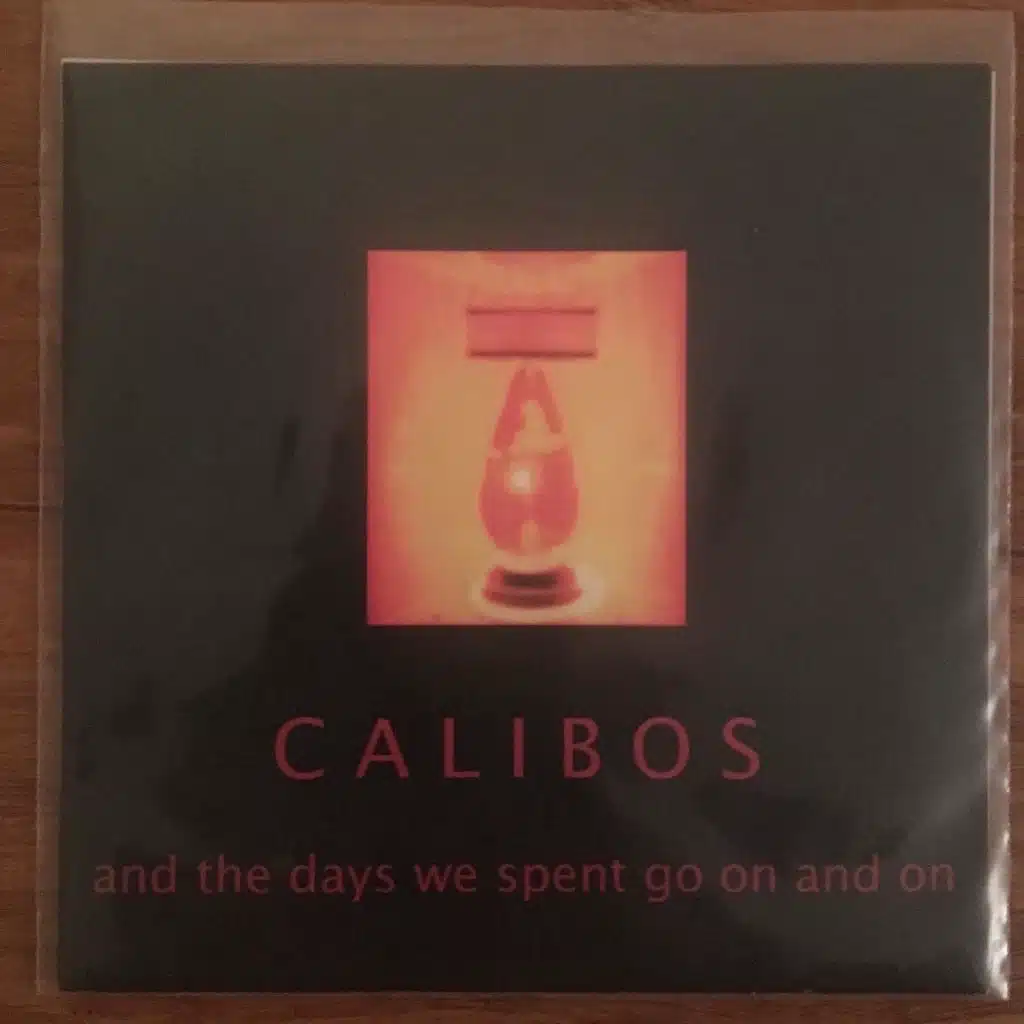 CALIBOS
and the days we spent go on and on